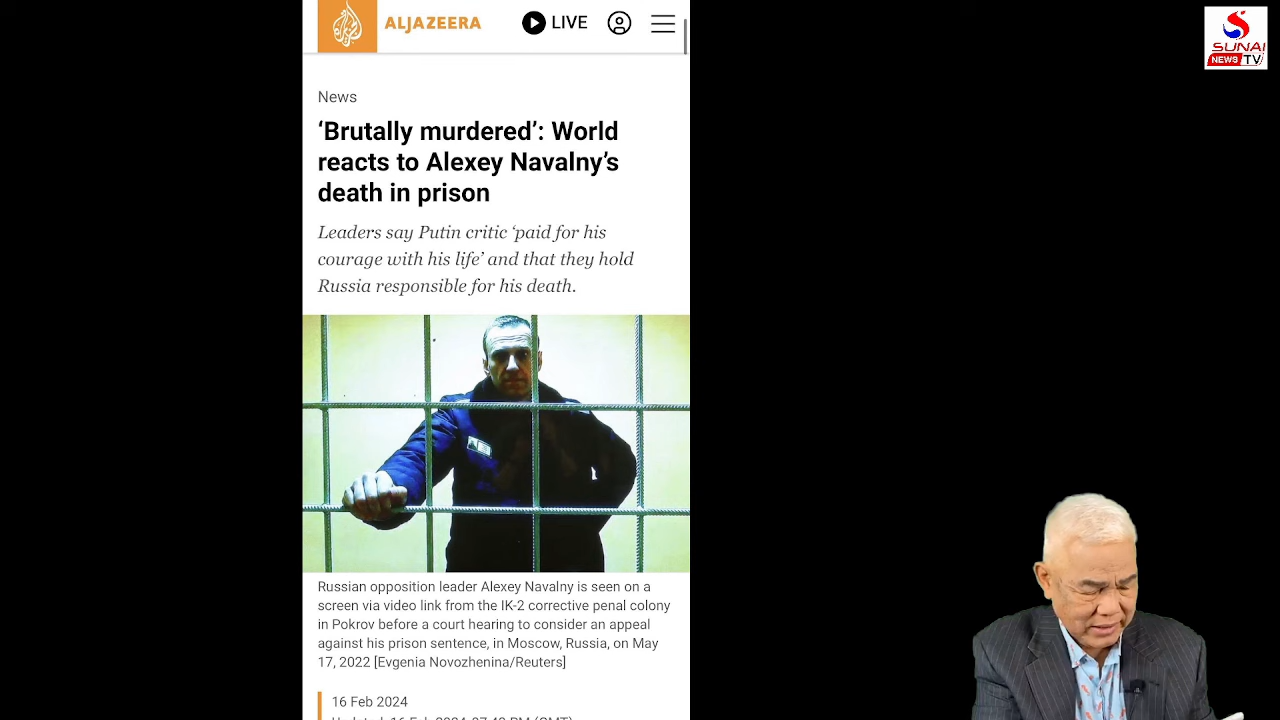 ALJAZEERA
LIVE
SUNAI
NEWS TV
News
‘Brutally murdered’: World
reacts to Alexey Navalny’s
death in prison
Leaders say Putin critic ‘paid for his
courage with his life’ and that they hold
Russia responsible for his death.
Russian opposition leader Alexey Navalny is seen on a
screen via video link from the IK-2 corrective penal colony
in Pokrov before a court hearing to consider an appeal
against his prison sentence, in Moscow, Russia, on May
17, 2022 [Evgenia Novozhenina/Reuters]
16 Feb 2024